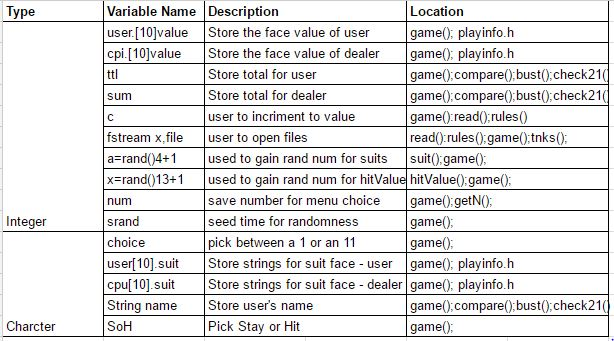 Type Variable Name Description Location
user.[10]value Store the face value of user game(); playinfo.h
cpi.[10]value Store the face value of dealer game(); playinfo.h
ttl Store total for user game();compare();bust();check21()
sum Store total for dealer game();compare();bust();check21()
c user to incriment to value game():read();rules()
fstream x,file user to open files read():rules();game();tnks();
a=rand()4+1 used to gain rand num for suits suit();game();
x=rand()13+1 used to gain rand num for hitValue hitValue();game();
num save number for menu choice game();getN();
Integer srand seed time for randomness game();
choice pick between a 1 or an 11 game();
user[10].suit Store strings for suit face - user game(); playinfo.h
cpu[10].suit Store strings for suit face - dealer game(); playinfo.h
String name Store user's name game();compare();bust();check21()
Charcter SoH Pick Stay or Hit game();